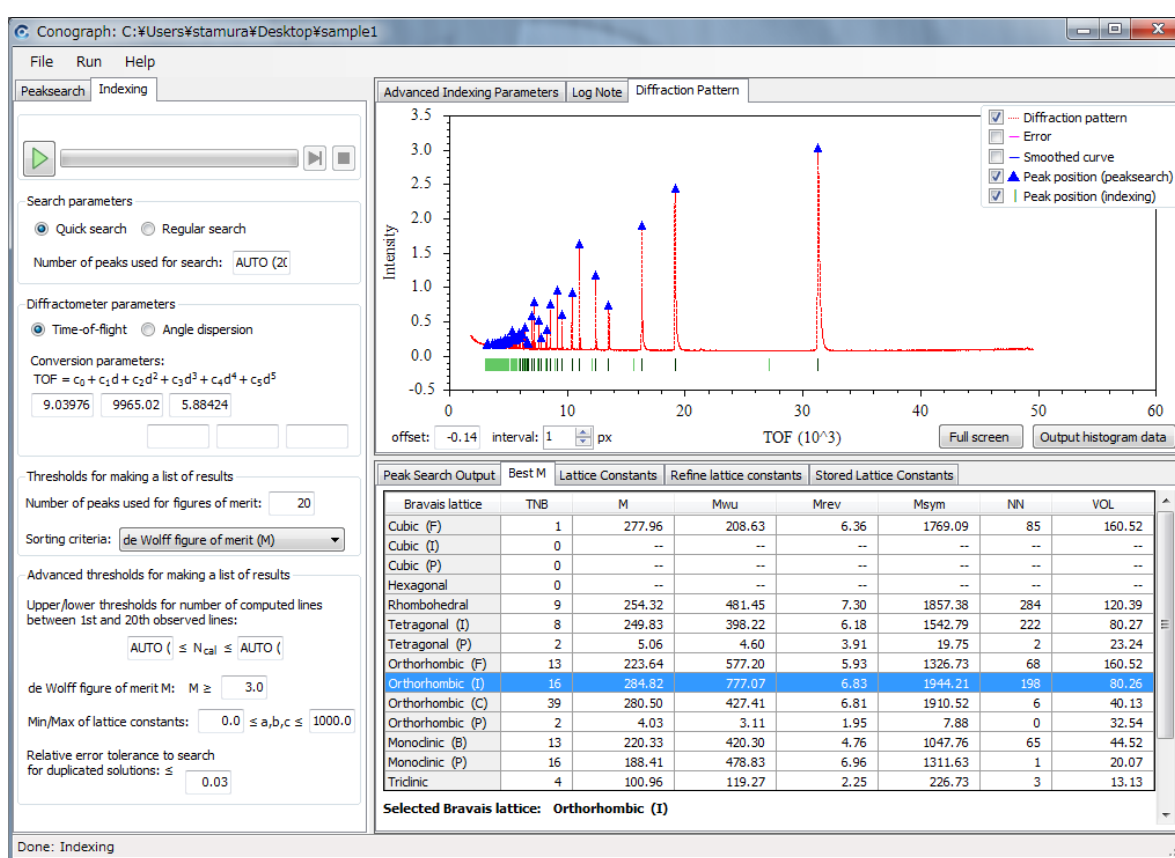 Conograph: C:¥Users¥stamura¥Desktop¥sample1
File Run Help
Peaksearch Indexing
Search parameters
Quick search Regular search
Number of peaks used for search: AUTO (20
Diffractometer parameters
Time-of-flight Angle dispersion
Conversion parameters:
TOF = c0 + c1d + c2d2 + c3d3 + c4d4 + c5d5
9.03976 9965.02 5.88424
Thresholds for making a list of results
Number of peaks used for figures of merit: 20
Sorting criteria: de Wolff figure of merit (M)
Advanced thresholds for making a list of results
Upper/lower thresholds for number of computed lines
between 1st and 20th observed lines:
AUTO ( ≤ Ncal ≤ AUTO (
de Wolff figure of merit M: M ≥ 3.0
Min/Max of lattice constants: 0.0 ≤ a,b,c ≤ 1000.0
Relative error tolerance to search
for duplicated solutions: ≤ 0.03
Advanced Indexing Parameters Log Note Diffraction Pattern
3.5
3.0
2.5
2.0
1.5
1.0
0.5
0.0
-0.5
Intensity
Diffraction pattern
Error
Smoothed curve
Peak position (peaksearch)
Peak position (indexing)
0 10 20 30 40 50 60
offset: -0.14 interval: 1 px TOF (10^3) Full screen Output histogram data
Peak Search Output Best M Lattice Constants Refine lattice constants Stored Lattice Constants
Bravais lattice TNB M Mwu Mrev Msym NN VOL
Cubic (F) 1 277.96 208.63 6.36 1769.09 85 160.52
Cubic (I) 0 -- -- -- -- -- --
Cubic (P) 0 -- -- -- -- -- --
Hexagonal 0 -- -- -- -- -- --
Rhombohedral 9 254.32 481.45 7.30 1857.38 284 120.39
Tetragonal (I) 8 249.83 398.22 6.18 1542.79 222 80.27
Tetragonal (P) 2 5.06 4.60 3.91 19.75 2 23.24
Orthorhombic (F) 13 223.64 577.20 5.93 1326.73 68 160.52
Orthorhombic (I) 16 284.82 777.07 6.83 1944.21 198 80.26
Orthorhombic (C) 39 280.50 427.41 6.81 1910.52 6 40.13
Orthorhombic (P) 2 4.03 3.11 1.95 7.88 0 32.54
Monoclinic (B) 13 220.33 420.30 4.76 1047.76 65 44.52
Monoclinic (P) 16 188.41 478.83 6.96 1311.63 1 20.07
Triclinic 4 100.96 119.27 2.25 226.73 3 13.13
Selected Bravais lattice: Orthorhombic (I)
Done: Indexing